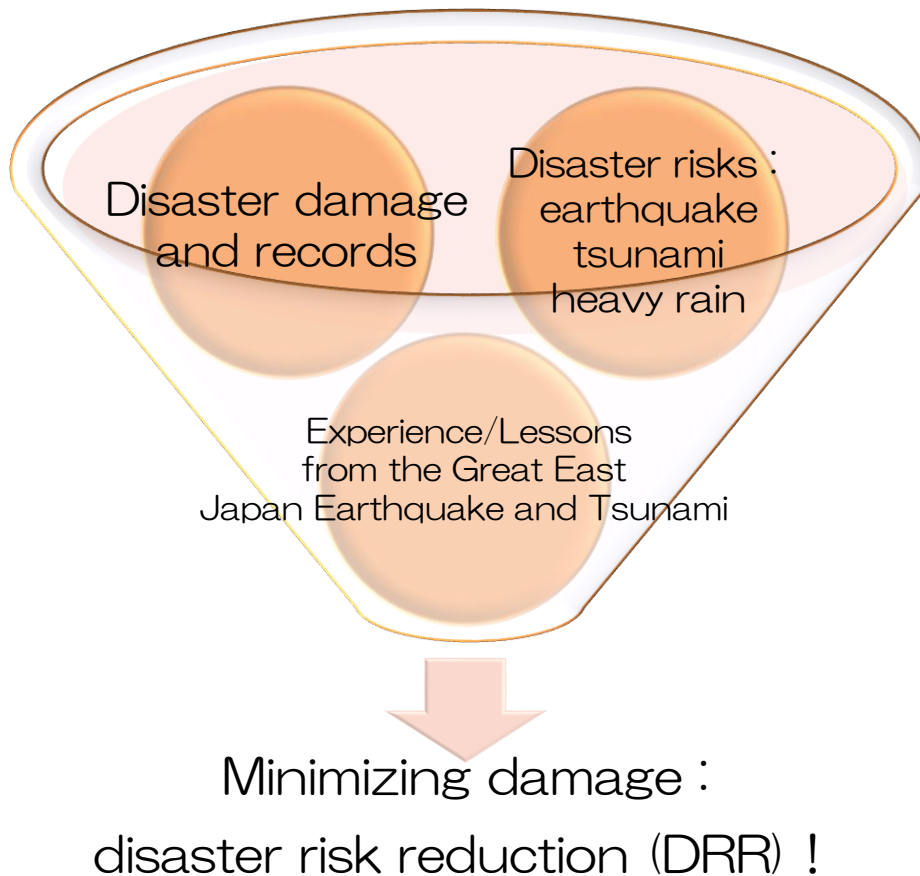 Disaster damage
and records
Disaster risks：
earthquake
tsunami
heavy rain
Experience/Lessons
from the Great East
Japan Earthquake and Tsunami
Minimizing damage：
disaster risk reduction (DRR)！